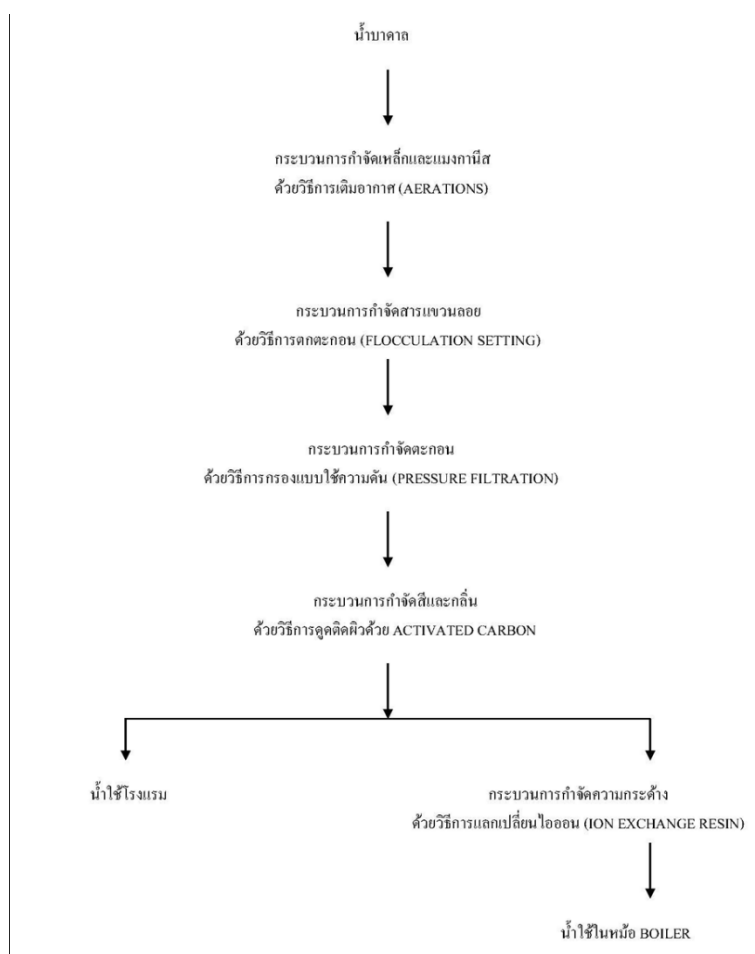 น้ำบาดาล
กระบวนการกำจัดเหล็กและแมงกานีส
ด้วยวิธีการเติมอากาศ (AERATIONS)
กระบวนการกำจัดสารแขวนลอย
ด้วยวิธีการตกตะกอน (FLOCCULATION SETTING)
กระบวนการกำจัดตะกอน
ด้วยวิธีการกรองแบบใช้ความดัน (PRESSURE FILTRATION)
กระบวนการกำจัดสีและกลิ่น
ด้วยวิธีการดูดติดผิวด้วย ACTIVATED CARBON
น้ำใช้โรงแรม
กระบวนการกำจัดความกระด้าง
ด้วยวิธีการแลกเปลี่ยนไอออน (ION EXCHANGE RESIN)
น้ำใช้ในหม้อ BOILER